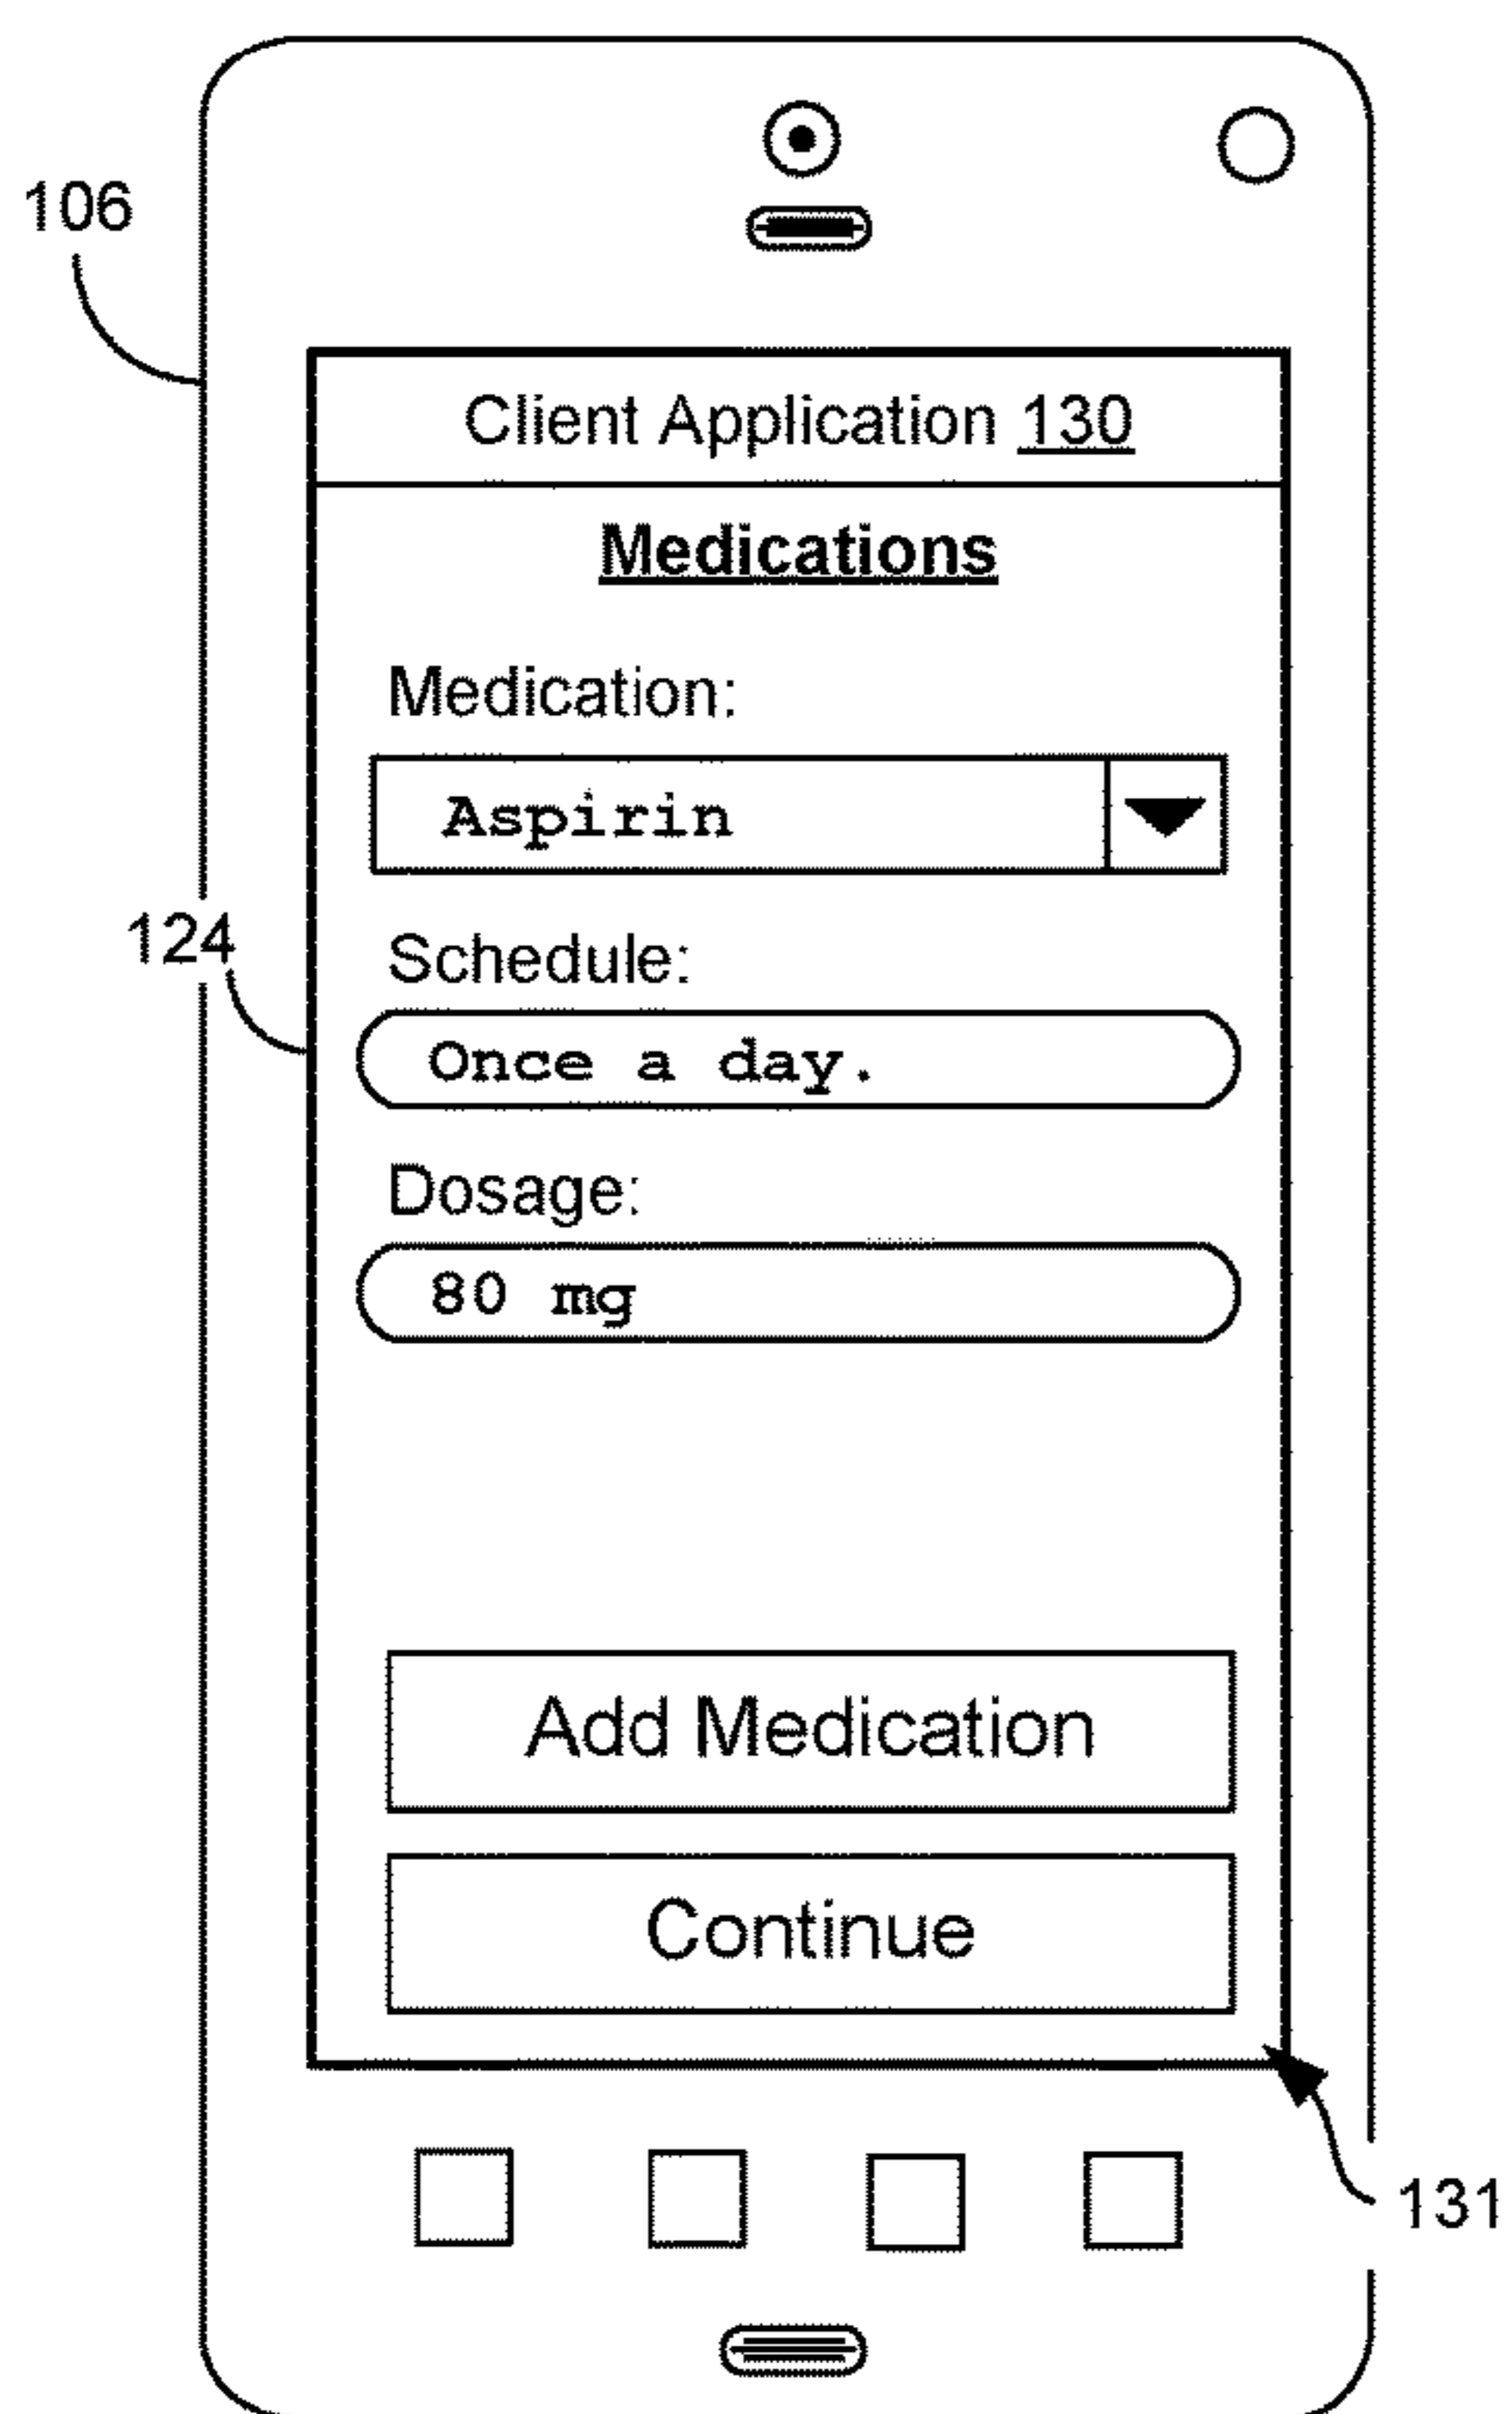 106
Client Application 130
Medications
Medication:
Aspirin
124
Schedule:
Once a day.
Dosage:
80 mg
Add Medication
Continue
131